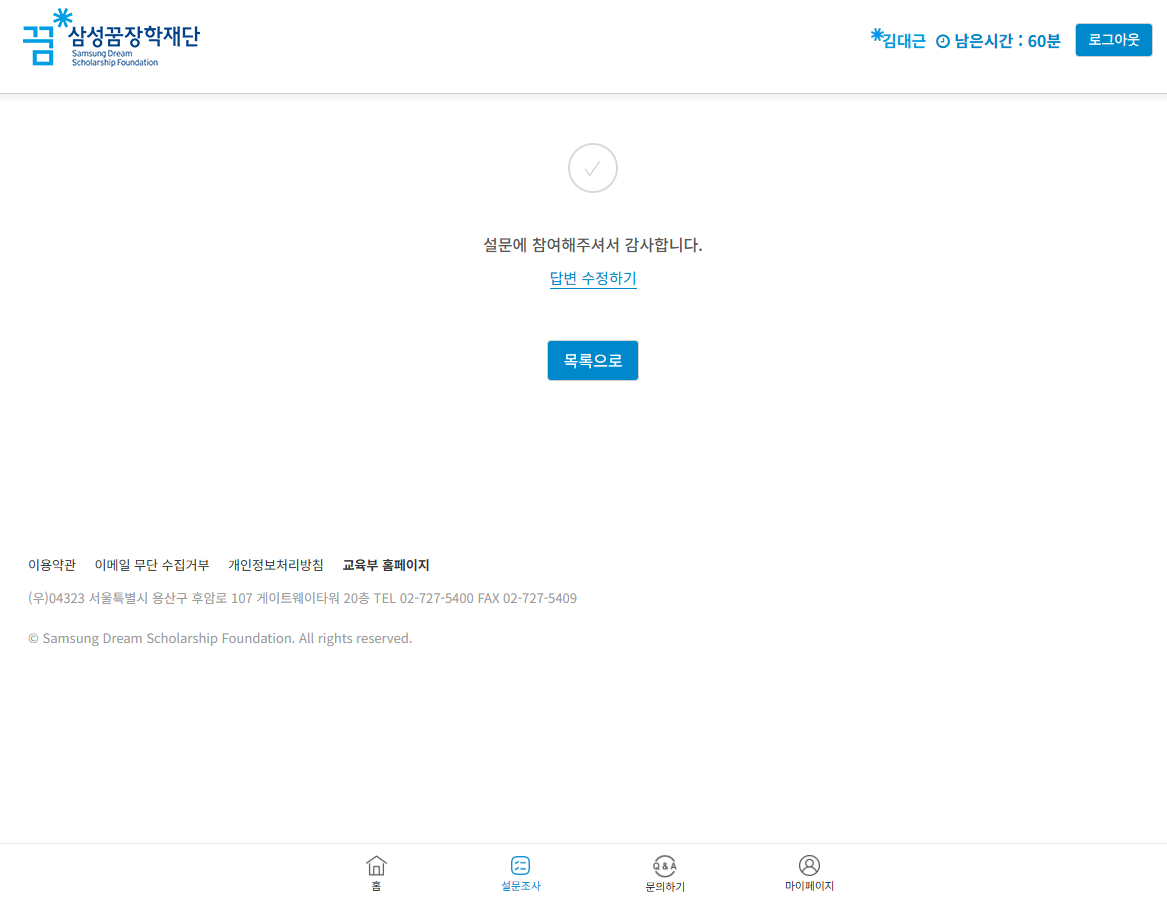 꿈 삼성꿈장학재단
Samsung Dream
Scholarship Foundation
김대근 남은시간 : 60분 로그아웃
설문에 참여해주셔서 감사합니다.
답변 수정하기
목록으로
이용약관 이메일 무단 수집거부 개인정보처리방침 교육부 홈페이지
(우)04323 서울특별시 용산구 후암로 107 게이트웨이타워 20층 TEL 02-727-5400 FAX 02-727-5409
© Samsung Dream Scholarship Foundation. All rights reserved.
Q & A
홈 설문조사 문의하기 마이페이지